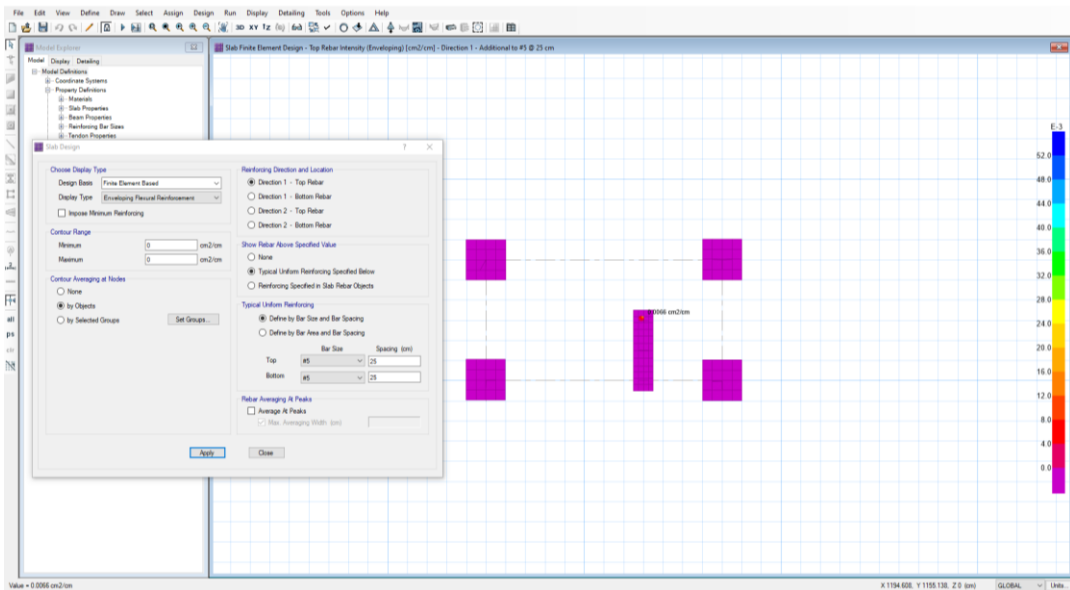 File Edit View Define Draw Select Assign Design Run Display Detailing Tools Options Help
Model Explorer
Model Display Detailing
Model Definitions
Coordinate Systems
Property Definitions
Materials
Slab Properties
Beam Properties
Reinforcing Bar Sizes
Tendon Properties
Slab Finite Element Design - Top Rebar Intensity (Enveloping) [cm2/cm] - Direction 1 - Additional to #5 @ 25 cm
Slab Design
?
Choose Display Type
Design Basis Finite Element Based
Display Type Enveloping Flexural Reinforcement
Impose Minimum Reinforcing
Contour Range
Minimum 0 cm2/cm
Maximum 0 cm2/cm
Contour Averaging at Nodes
None
by Objects
by Selected Groups Set Groups...
Reinforcing Direction and Location
Direction 1 - Top Rebar
Direction 1 - Bottom Rebar
Direction 2 - Top Rebar
Direction 2 - Bottom Rebar
Show Rebar Above Specified Value
None
Typical Uniform Reinforcing Specified Below
Reinforcing Specified in Slab Rebar Objects
Typical Uniform Reinforcing
Define by Bar Size and Bar Spacing
Define by Bar Area and Bar Spacing
Bar Size Spacing (cm)
Top #5 25
Bottom #5 25
Rebar Averaging At Peaks
Average At Peaks
Max. Averaging Width (cm)
Apply Close
all
ps
0.0066 cm2/cm
E-3
52.0
48.0
44.0
40.0
36.0
32.0
28.0
24.0
20.0
16.0
12.0
8.0
4.0
0.0
Value = 0.0066 cm2/cm
X 1194.608, Y 1158.138, Z 0 (cm) GLOBAL Units...